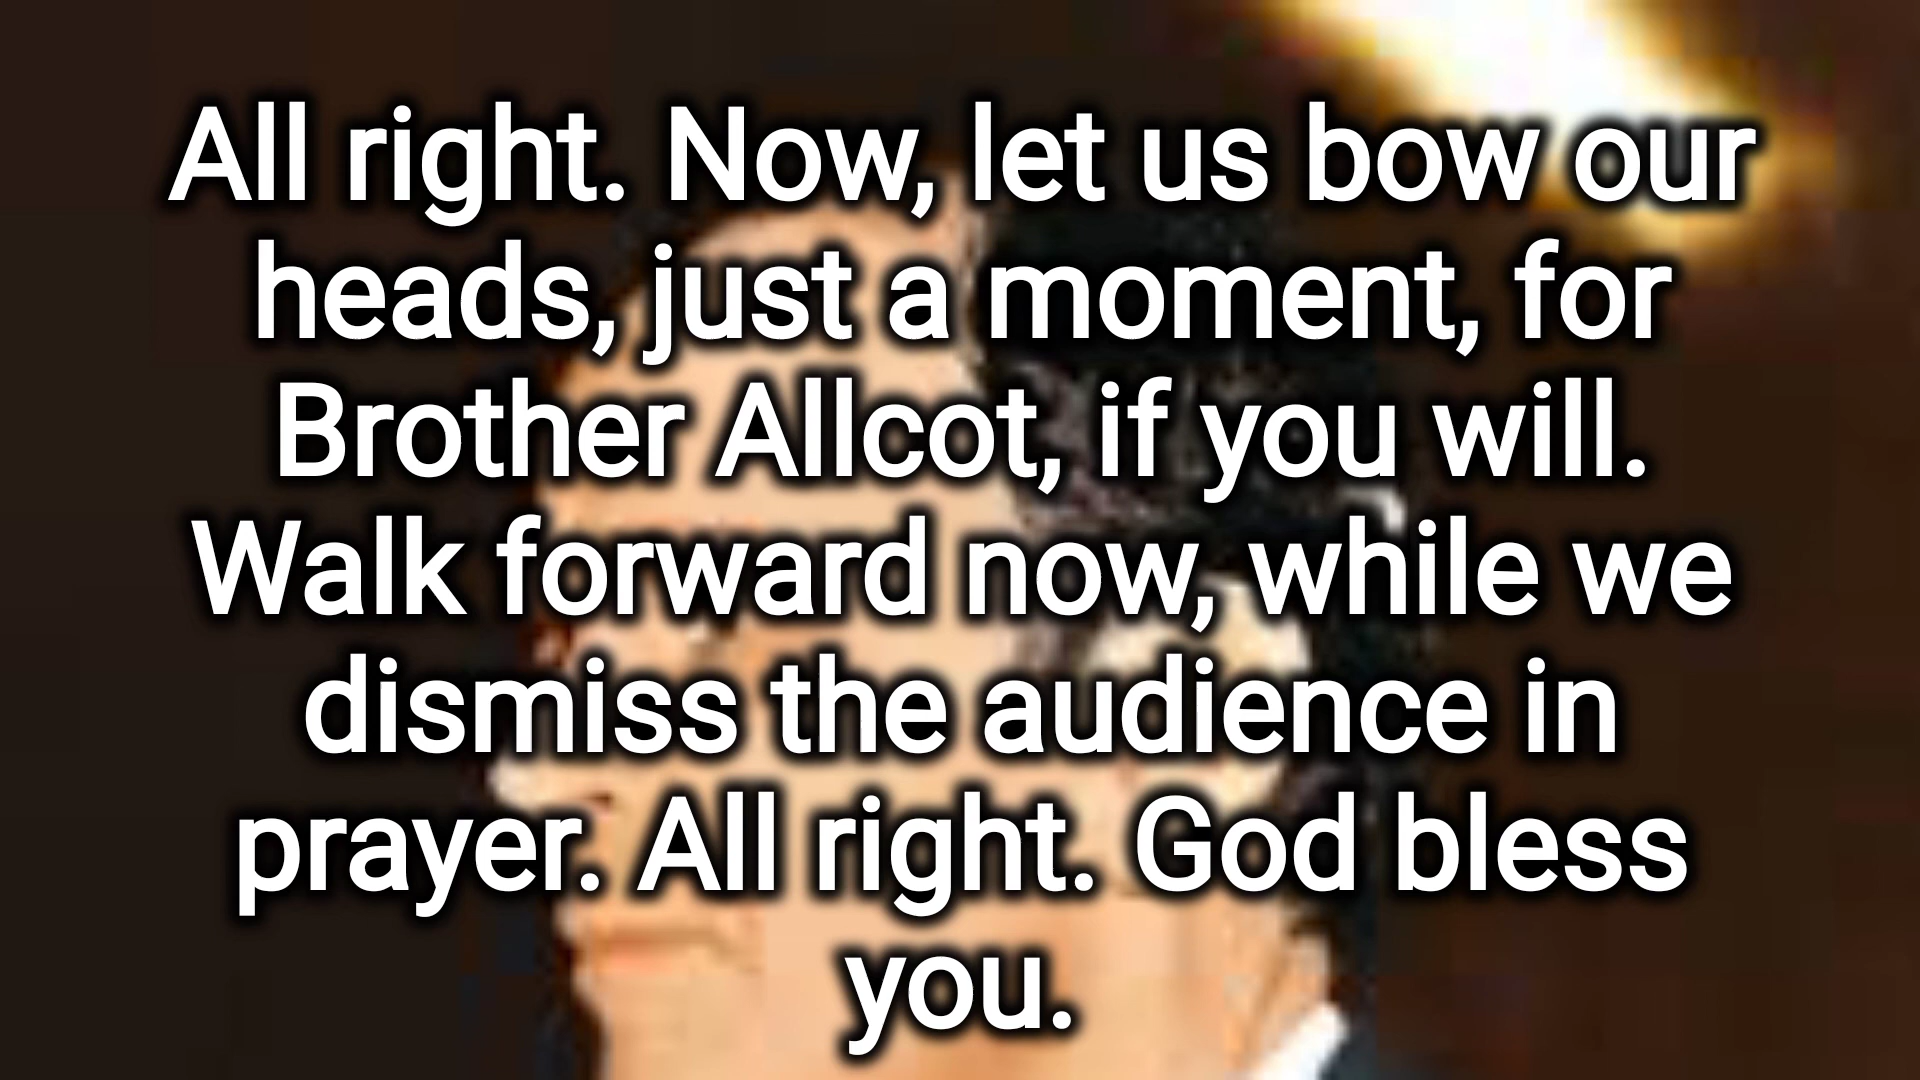 All right. Now, let us bow our
heads, just a moment, for
Brother Allcot, if you will.
Walk forward now, while we
dismiss the audience in
prayer. All right. God bless
you.